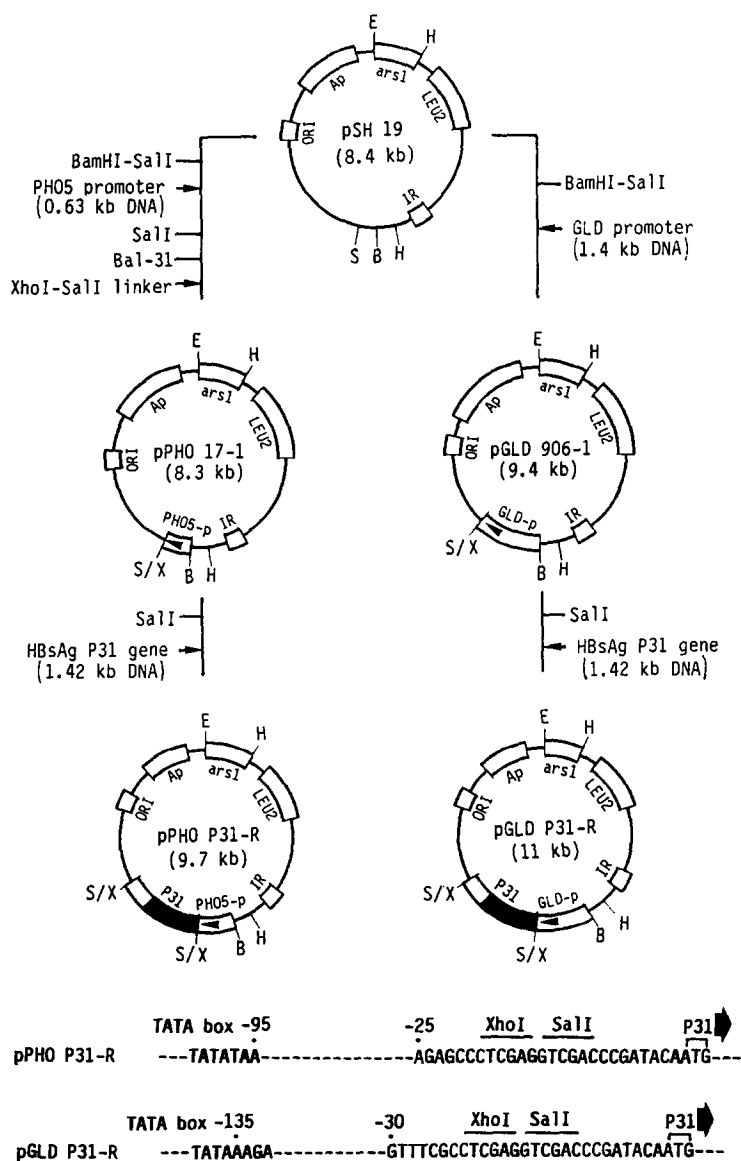 E
H
Ap
ars1
LEU2
ORI
pSH 19
(8.4 kb)
IR
S
B
H
BamHI-SalI
PHO5 promoter
(0.63 kb DNA)
SalI
Bal-31
XhoI-SalI linker
BamHI-SalI
GLD promoter
(1.4 kb DNA)
E
H
Ap
ars1
LEU2
ORI
pPHO 17-1
(8.3 kb)
PHO5-p
IR
S/X
B
H
E
H
Ap
ars1
LEU2
ORI
pGLD 906-1
(9.4 kb)
GLD-p
IR
S/X
B
H
SalI
HBsAg P31 gene
(1.42 kb DNA)
SalI
HBsAg P31 gene
(1.42 kb DNA)
E
H
Ap
ars1
LEU2
ORI
pPHO P31-R
(9.7 kb)
S/X
P31
PHO5-p
IR
S/X
B
H
E
H
Ap
ars1
LEU2
ORI
pGLD P31-R
(11 kb)
S/X
P31
GLD-p
IR
S/X
B
H
TATA box -95 -25 XhoI SalI P31
pPHO P31-R ---TATATAA----------------AGAGCCCTCGAGGTCGACCCGATACAATG---
TATA box -135 -30 XhoI SalI P31
pGLD P31-R ----TATAAAGA-----------GTTTCGCCTCGAGGTCGACCCGATACAATG----